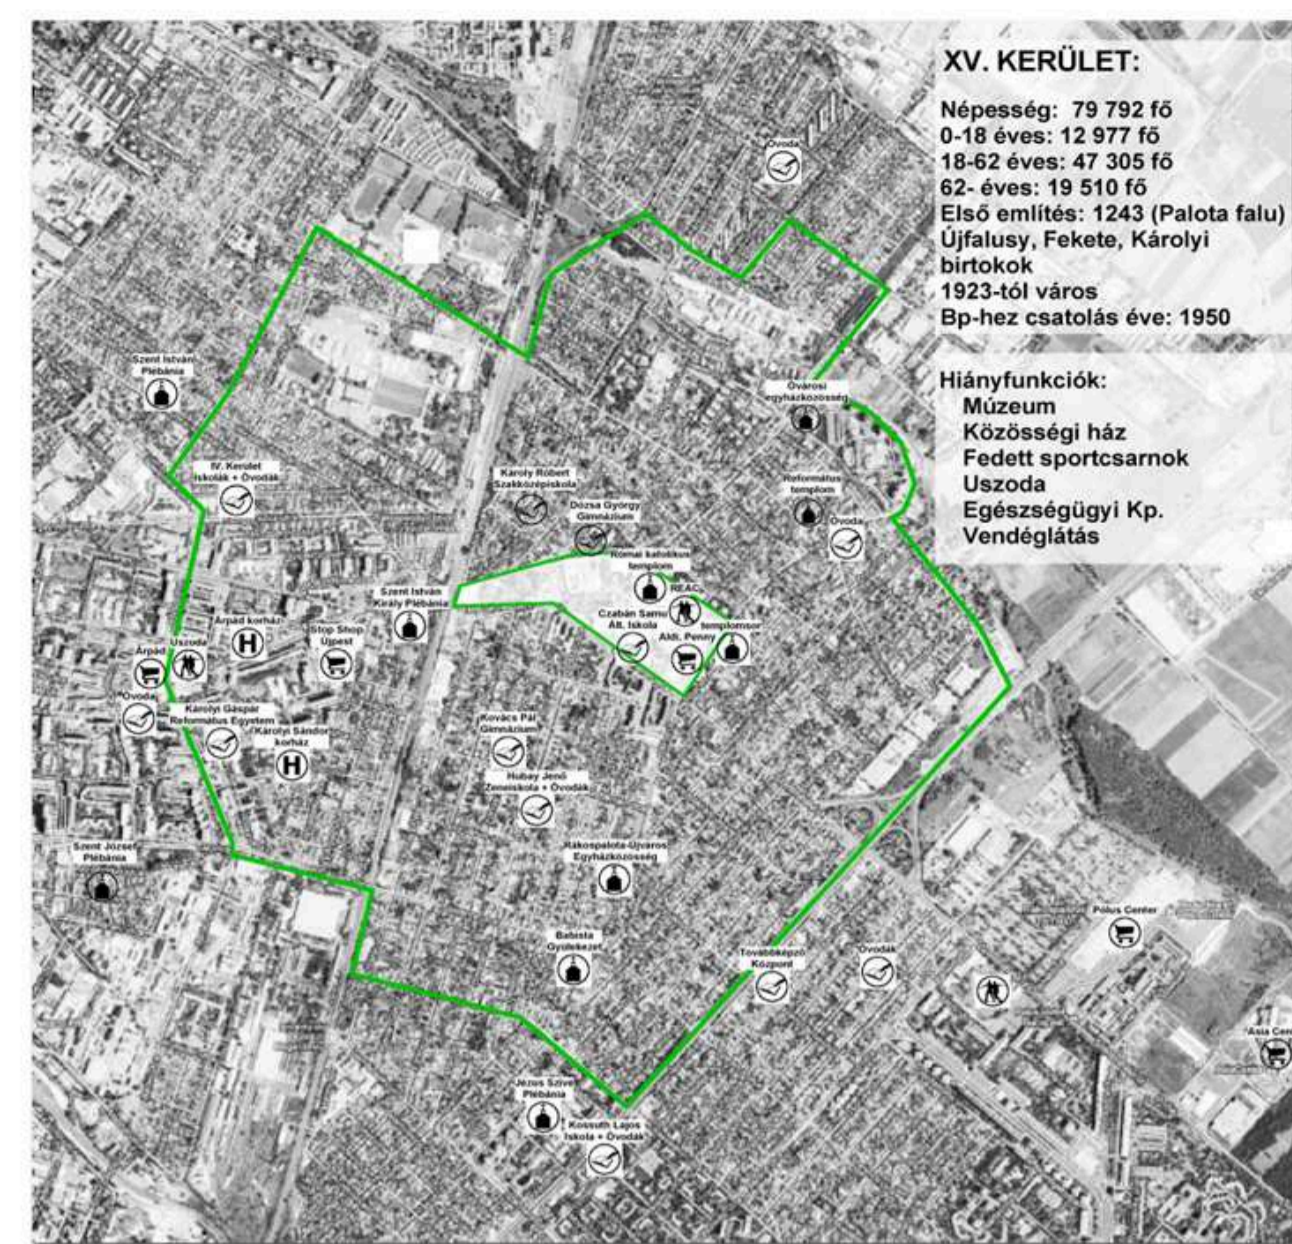 XV. KERÜLET:
Népesség: 79 792 fő
0-18 éves: 12 977 fő
18-62 éves: 47 305 fő
62- éves: 19 510 fő
Első említés: 1243 (Palota falu)
Újfalusy, Fekete, Károlyi
birtokok
1923-tól város
Bp-hez csatolás éve: 1950
Hiányfunkciók:
Múzeum
Közösségi ház
Fedett sportcsarnok
Uszoda
Egészségügyi Kp.
Vendéglátás
Óvoda
Szent István
Plébánia
Óvárosi
egyházközösség
IV. Kerület
Iskolák + Óvodák
Károly Róbert
Szakközépiskola
Dózsa György
Gimnázium
Református
templom
Óvoda
Római katolikus
templom
REAC
Szent István
Király Plébánia
Czabán Samu
Ált. Iskola
templomsor
Aldi, Penny
Árpád kórház
H
Stop Shop
Újpest
Uszoda
Árpád
Óvoda
Károlyi Gáspár
Református Egyetem
Károlyi Sándor
kórház
H
Kovács Pál
Gimnázium
Hubay Jenő
Zeneiskola + Óvodák
Szent József
Plébánia
Rákospalota-Újváros
Egyházközösség
Babista
Gyülekezet
Továbbképző
Központ
Óvodák
Pólus Center
Asia Cen
Jézus Szíve
Plébánia
Kossuth Lajos
Iskola + Óvodák